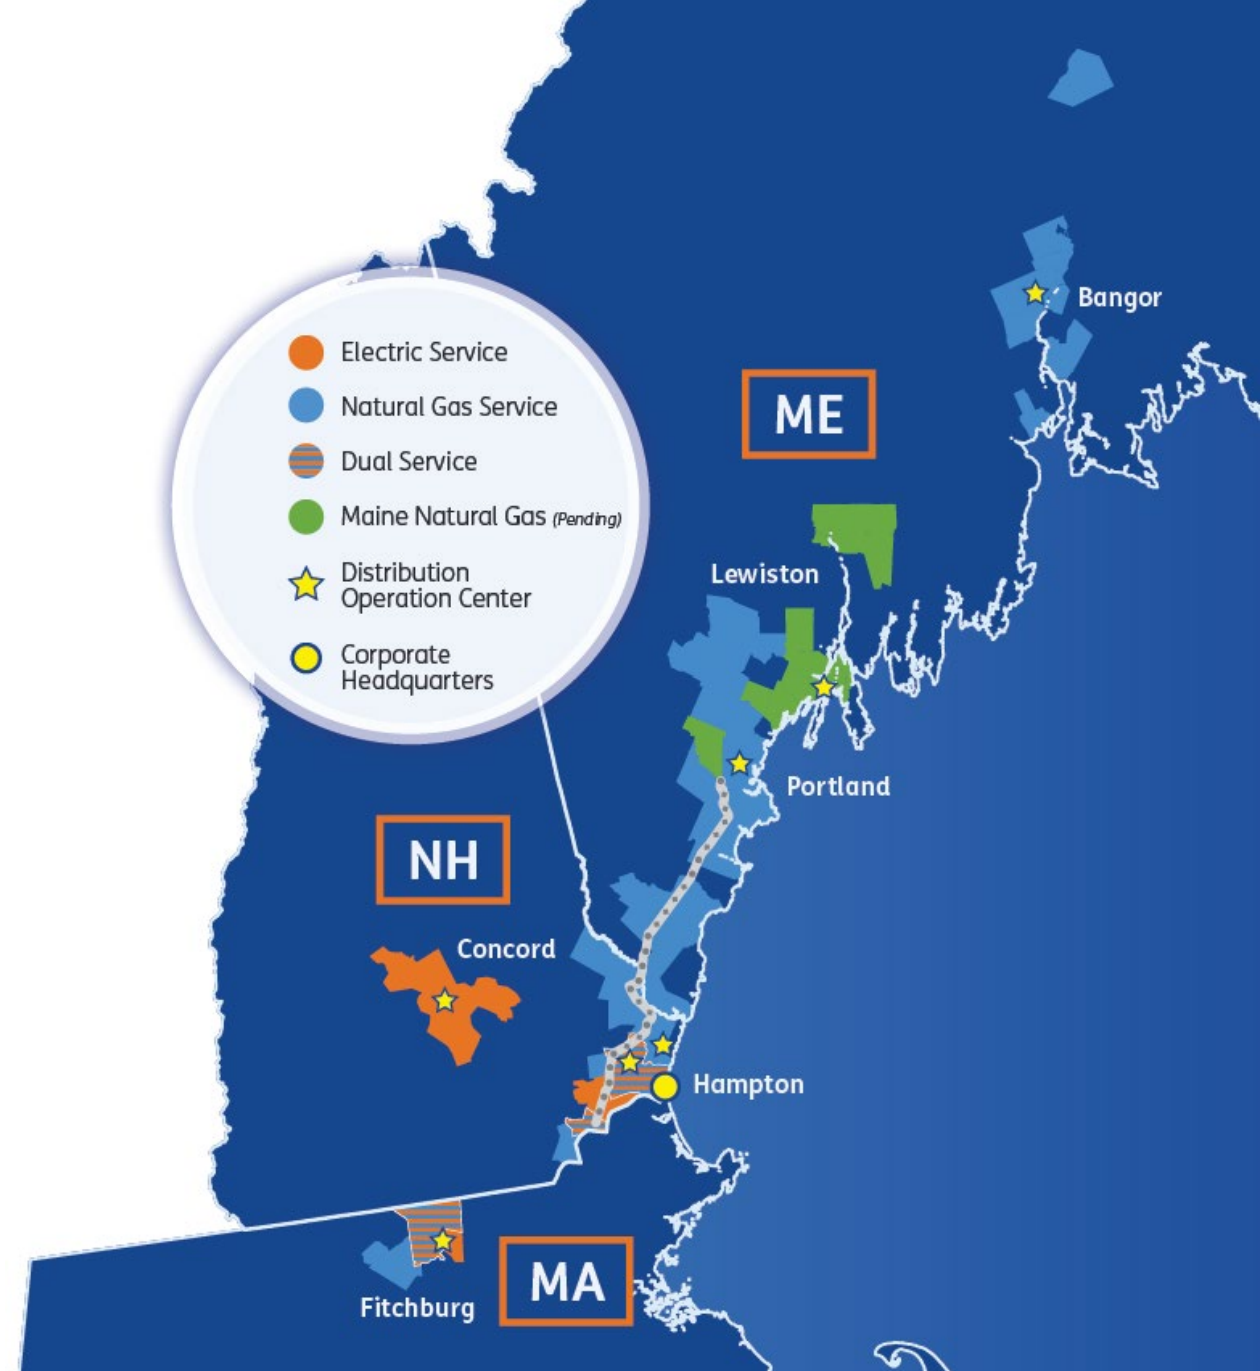 Bangor
Electric Service
Natural Gas Service
ME
Dual Service
Maine Natural Gas (Pending)
Distribution
Operation Center
Lewiston
Corporate
Headquarters
Portland
NH
Concord
Hampton
MA
Fitchburg